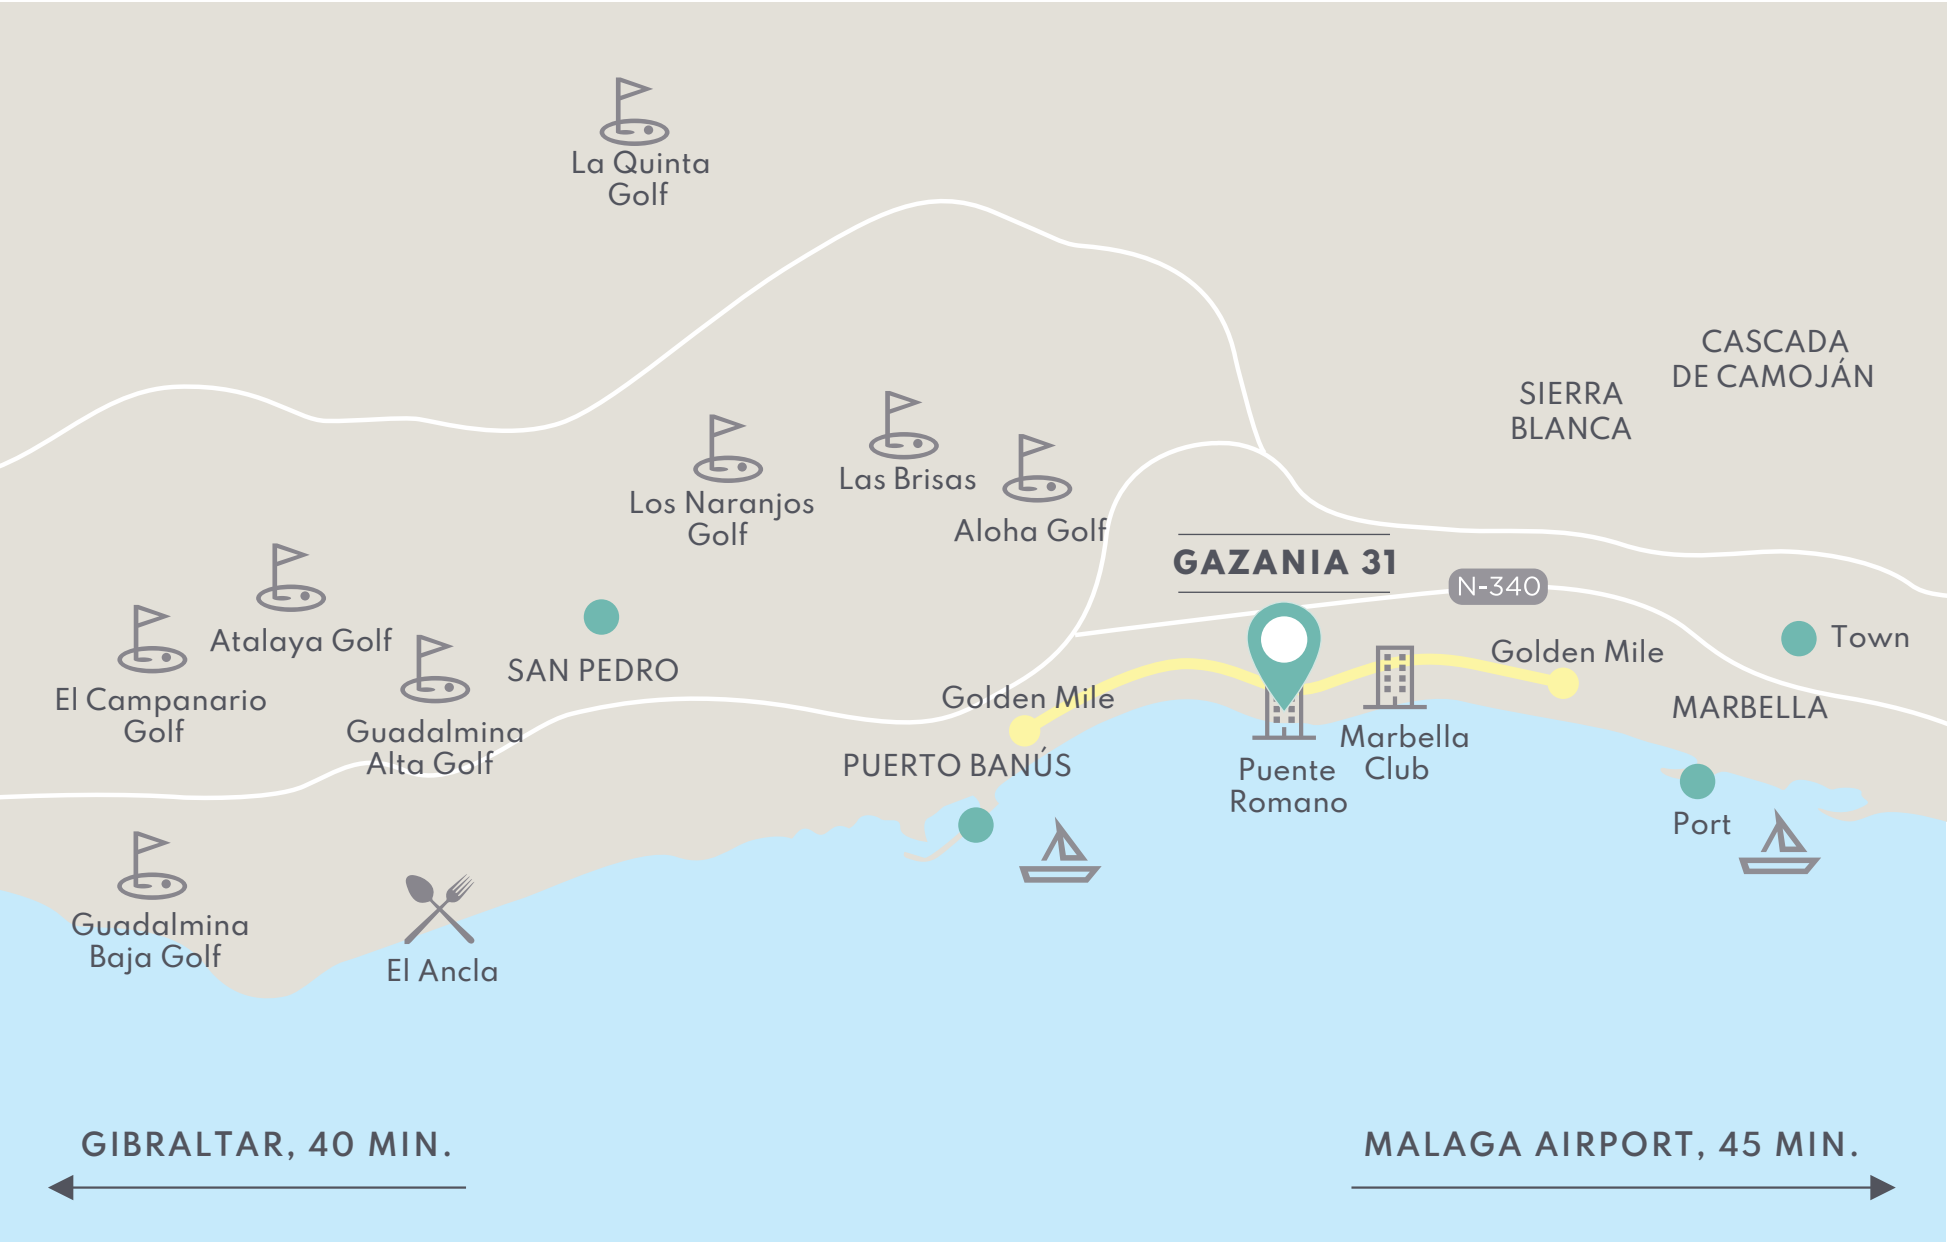 La Quinta
Golf
CASCADA
DE CAMOJÁN
SIERRA
BLANCA
Las Brisas
Los Naranjos
Golf
Aloha Golf
GAZANIA 31
N-340
Atalaya Golf
Town
Golden Mile
SAN PEDRO
El Campanario
Golf
Golden Mile
MARBELLA
Guadalmina
Alta Golf
Marbella
Club
PUERTO BANÚS
Puente
Romano
Port
Guadalmina
Baja Golf
El Ancla
GIBRALTAR, 40 MIN.
MALAGA AIRPORT, 45 MIN.